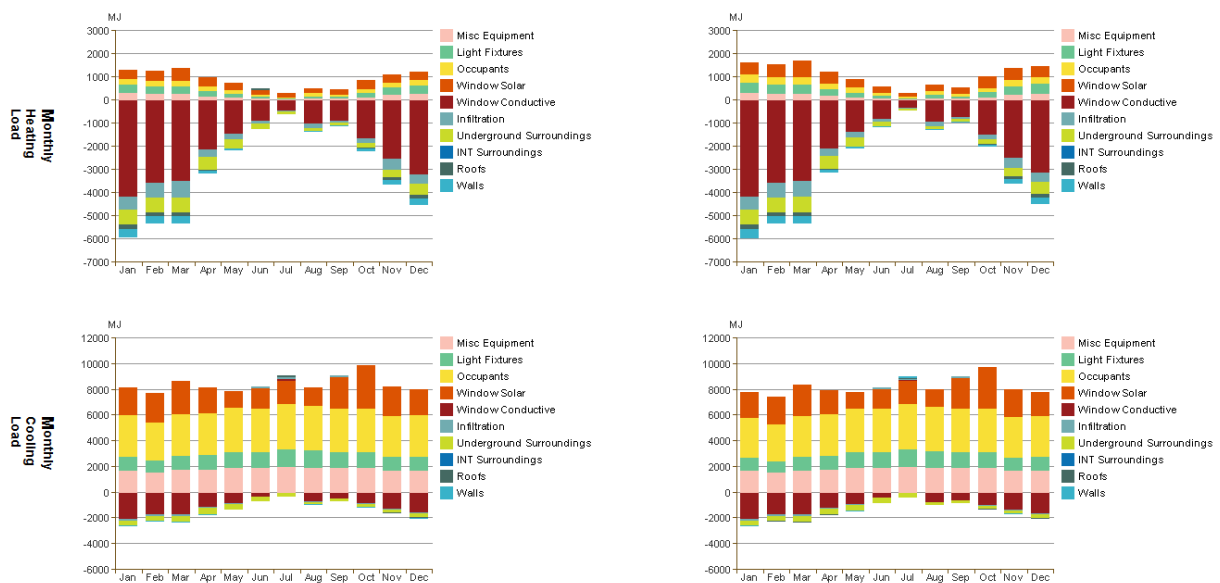 MJ
3000
2000
1000
0
-1000
-2000
-3000
-4000
-5000
-6000
-7000
Jan Feb Mar Apr May Jun Jul Aug Sep Oct Nov Dec
Monthly
Heating
Load
Misc Equipment
Light Fixtures
Occupants
Window Solar
Window Conductive
Infiltration
Underground Surroundings
INT Surroundings
Roofs
Walls
MJ
3000
2000
1000
0
-1000
-2000
-3000
-4000
-5000
-6000
-7000
Jan Feb Mar Apr May Jun Jul Aug Sep Oct Nov Dec
Misc Equipment
Light Fixtures
Occupants
Window Solar
Window Conductive
Infiltration
Underground Surroundings
INT Surroundings
Roofs
Walls
MJ
12000
10000
8000
6000
4000
2000
0
-2000
-4000
-6000
Jan Feb Mar Apr May Jun Jul Aug Sep Oct Nov Dec
Monthly
Cooling
Load
Misc Equipment
Light Fixtures
Occupants
Window Solar
Window Conductive
Infiltration
Underground Surroundings
INT Surroundings
Roofs
Walls
MJ
12000
10000
8000
6000
4000
2000
0
-2000
-4000
-6000
Jan Feb Mar Apr May Jun Jul Aug Sep Oct Nov Dec
Misc Equipment
Light Fixtures
Occupants
Window Solar
Window Conductive
Infiltration
Underground Surroundings
INT Surroundings
Roofs
Walls